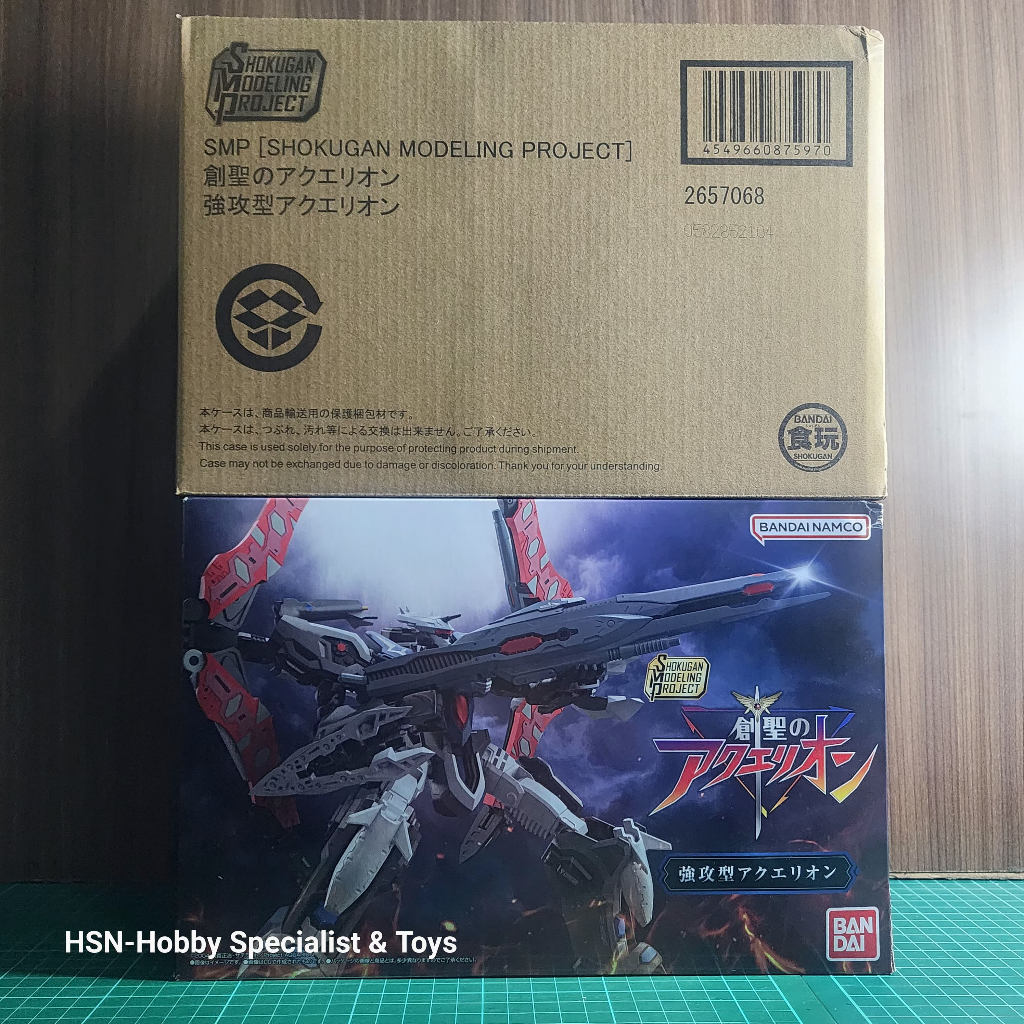 SHOKUGAN
MODELING
PROJECT
SMP [SHOKUGAN MODELING PROJECT]
創聖のアクエリオン
強攻型アクエリオン
4549660875970
2657068
本ケースは、商品輸送用の保護梱包材です。
本ケースは、つぶれ、汚れ等による交換は出来ません。ご了承ください。
This case is used solely for the purpose of protecting product during shipment.
Case may not be exchanged due to damage or discoloration. Thank you for your understanding.
BANDAI
食玩
SHOKUGAN
BANDAI NAMCO
SHOKUGAN
MODELING
PROJECT
創聖の
アクエリオン
強攻型アクエリオン
BAN
DAI
HSN-Hobby Specialist & Toys